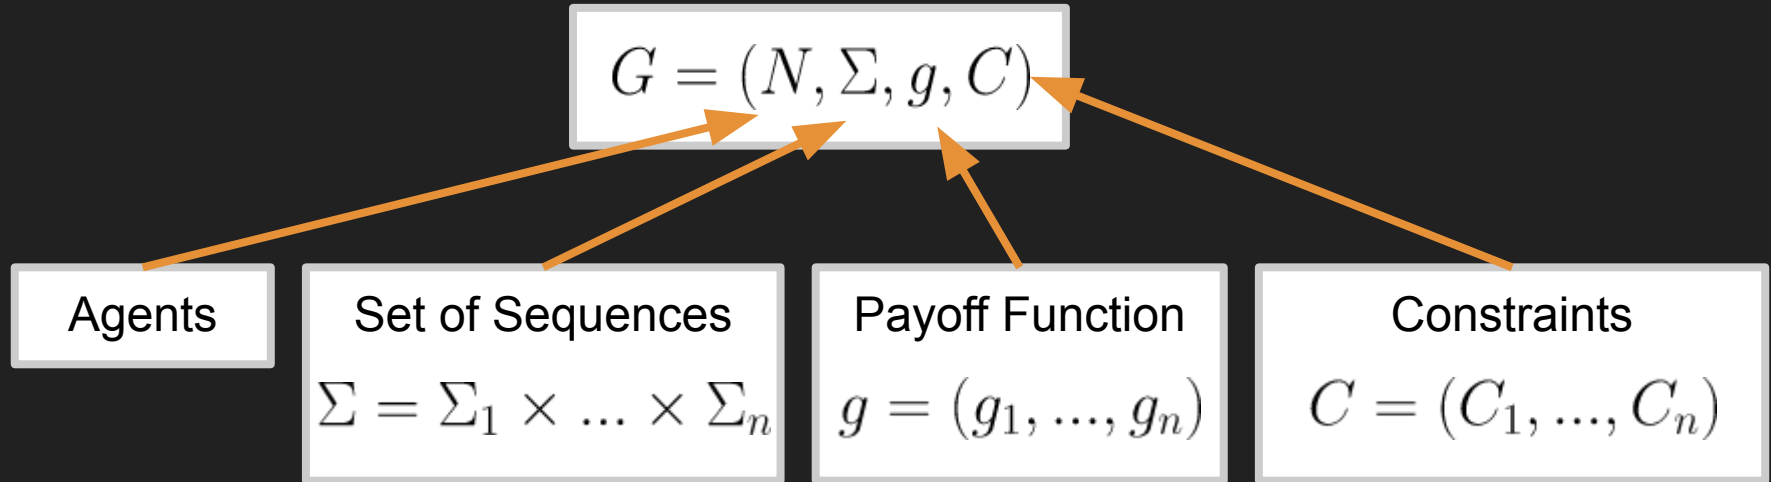 G = (N, Σ, g, C)
Agents
Set of Sequences
Σ = Σ₁ × ... × Σₙ
Payoff Function
g = (g₁, ..., gₙ)
Constraints
C = (C₁, ..., Cₙ)